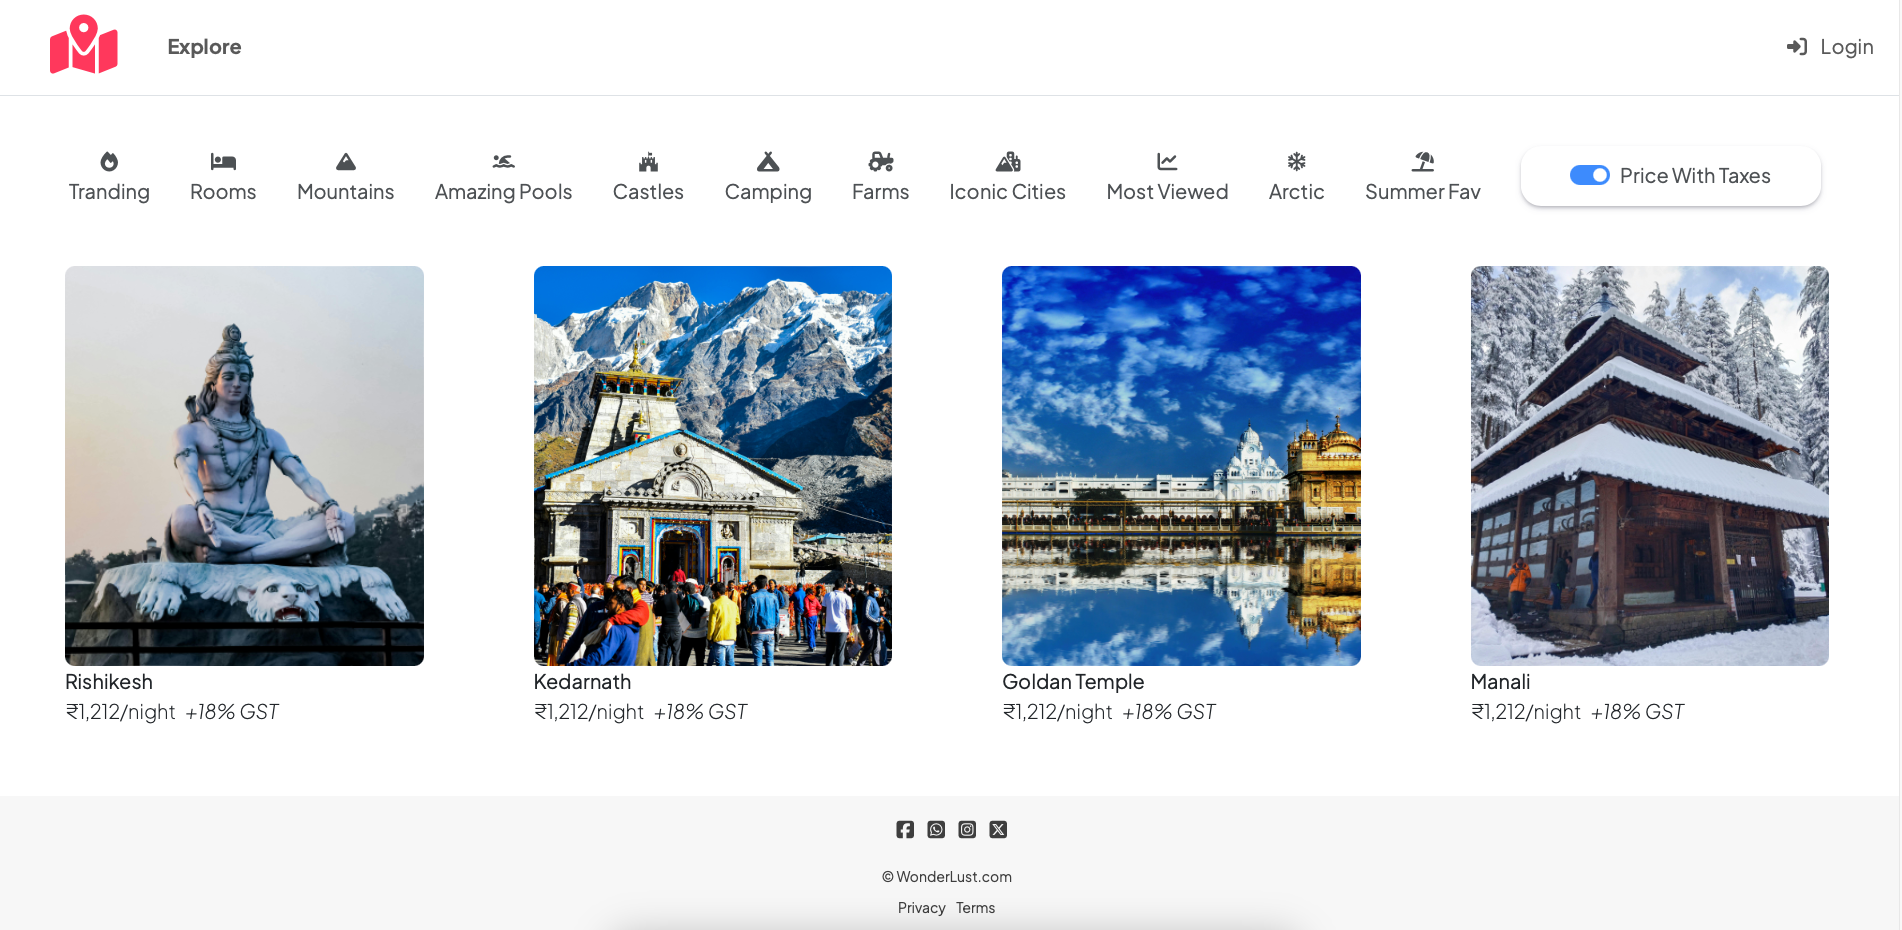 Explore
Login
Tranding
Rooms
Mountains
Amazing Pools
Castles
Camping
Farms
Iconic Cities
Most Viewed
Arctic
Summer Fav
Price With Taxes
Rishikesh
₹1,212/night +18% GST
Kedarnath
₹1,212/night +18% GST
Goldan Temple
₹1,212/night +18% GST
Manali
₹1,212/night +18% GST
© WonderLust.com
Privacy Terms